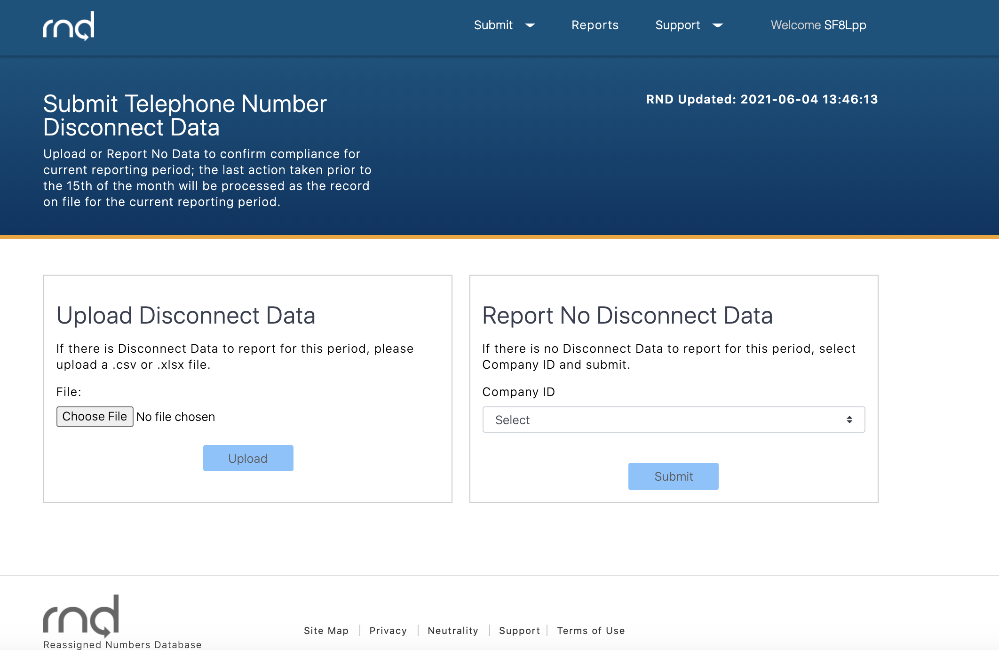 rnd
Submit
Reports
Support
Welcome SF8Lpp
Submit Telephone Number
Disconnect Data
RND Updated: 2021-06-04 13:46:13
Upload or Report No Data to confirm compliance for
current reporting period; the last action taken prior to
the 15th of the month will be processed as the record
on file for the current reporting period.
Upload Disconnect Data
If there is Disconnect Data to report for this period, please
upload a .csv or .xlsx file.
File:
Choose File No file chosen
Upload
Report No Disconnect Data
If there is no Disconnect Data to report for this period, select
Company ID and submit.
Company ID
Select
Submit
rnd
Reassigned Numbers Database
Site Map
Privacy
Neutrality
Support
Terms of Use